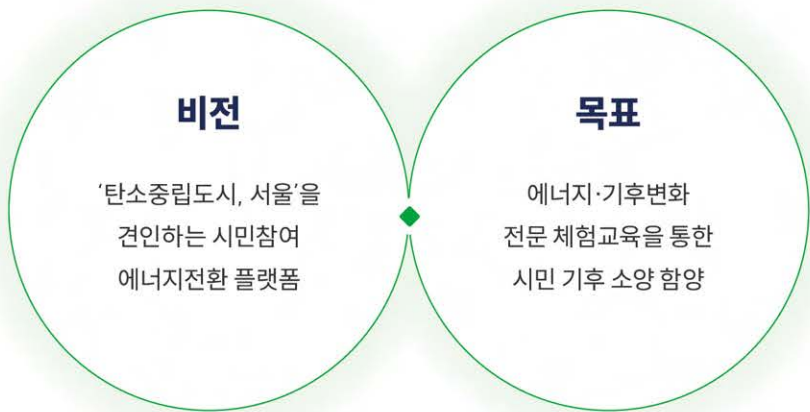 비전
'탄소중립도시, 서울'을
견인하는 시민참여
에너지전환 플랫폼
목표
에너지·기후변화
전문 체험교육을 통한
시민 기후 소양 함양